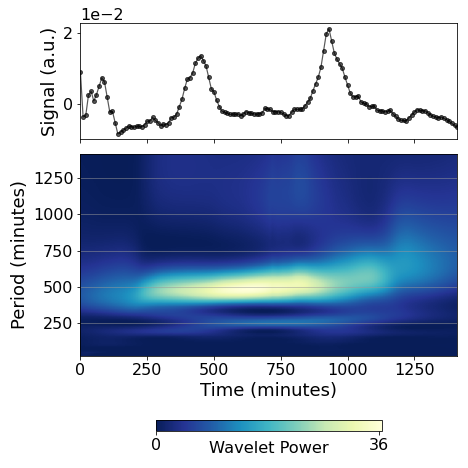 1e−2
2
0
Signal (a.u.)
1250
1000
750
500
250
Period (minutes)
0 250 500 750 1000 1250
Time (minutes)
0 36
Wavelet Power